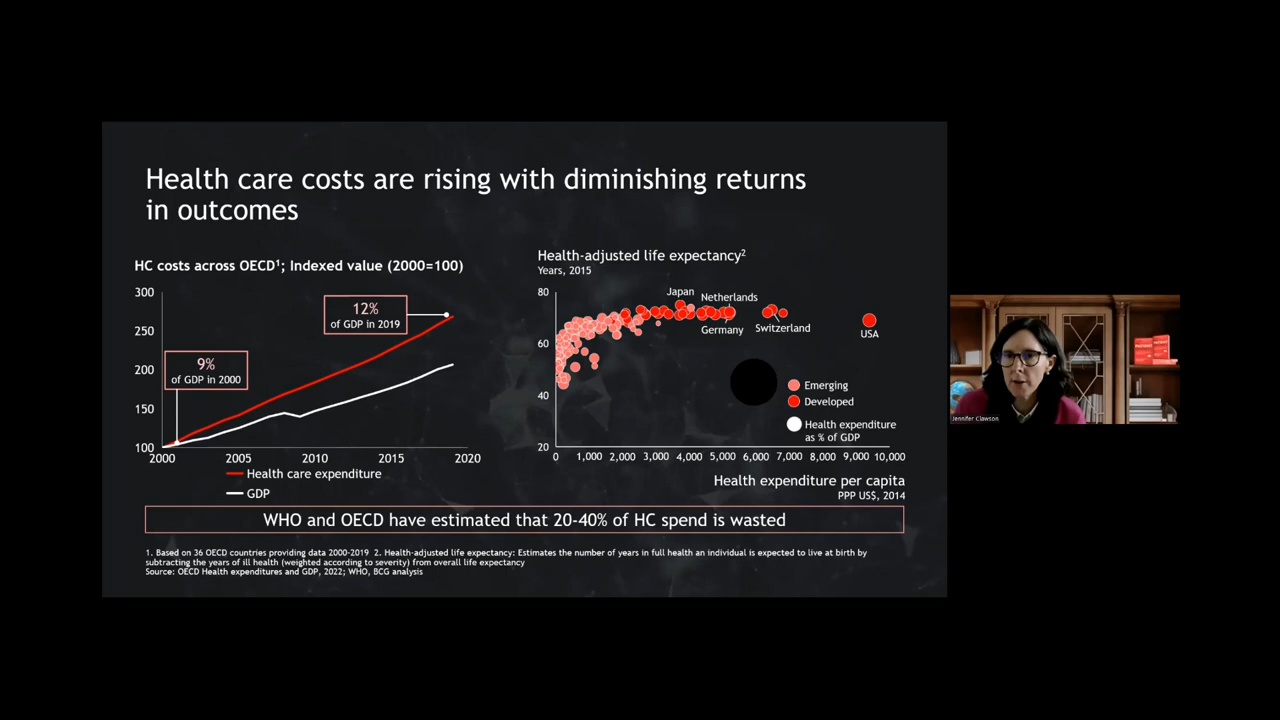 Health care costs are rising with diminishing returns
in outcomes
HC costs across OECD¹; Indexed value (2000=100)
300
250
200
150
100
2000
2005
2010
2015
2020
9%
of GDP in 2000
12%
of GDP in 2019
Health care expenditure
GDP
Health-adjusted life expectancy²
Years, 2015
80
60
40
20
0
1,000
2,000
3,000
4,000
5,000
6,000
7,000
8,000
9,000
10,000
Japan
Netherlands
Germany
Switzerland
USA
Emerging
Developed
Health expenditure
as % of GDP
Health expenditure per capita
PPP US$, 2014
WHO and OECD have estimated that 20-40% of HC spend is wasted
1. Based on 36 OECD countries providing data 2000-2019 2. Health-adjusted life expectancy: Estimates the number of years in full health an individual is expected to live at birth by
subtracting the years of ill health (weighted according to severity) from overall life expectancy
Source: OECD Health expenditures and GDP, 2022; WHO, BCG analysis
Jennifer Clawson